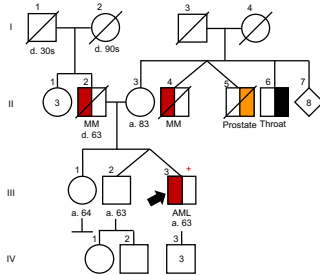 I
1 2 3 4
d. 30s d. 90s
II
1 2 3 4 5 6 7
3 8
MM a. 83 MM Prostate Throat
d. 63
III
1 2 3 +
a. 64 a. 63 AML
a. 63
IV
1 2 3
3